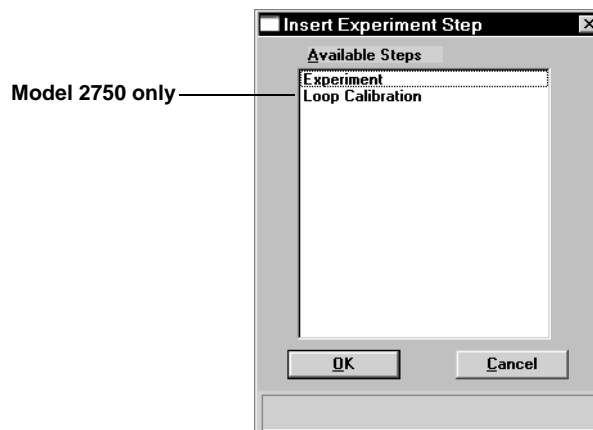 Insert Experiment Step
Available Steps
Experiment
Model 2750 only
Loop Calibration
OK
Cancel